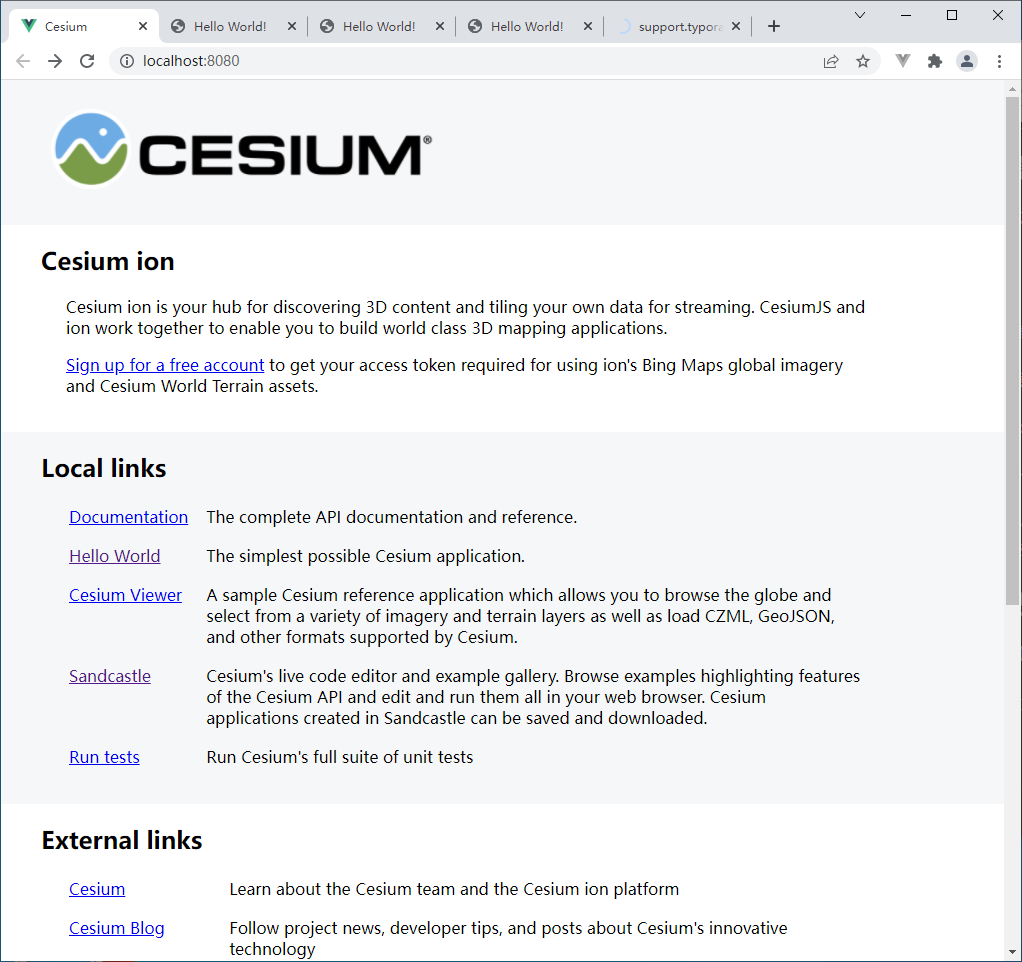 Cesium
Hello World!
Hello World!
Hello World!
support.typora
localhost:8080
CESIUM®
Cesium ion
Cesium ion is your hub for discovering 3D content and tiling your own data for streaming. CesiumJS and
ion work together to enable you to build world class 3D mapping applications.
Sign up for a free account to get your access token required for using ion's Bing Maps global imagery
and Cesium World Terrain assets.
Local links
Documentation The complete API documentation and reference.
Hello World The simplest possible Cesium application.
Cesium Viewer A sample Cesium reference application which allows you to browse the globe and
select from a variety of imagery and terrain layers as well as load CZML, GeoJSON,
and other formats supported by Cesium.
Sandcastle Cesium's live code editor and example gallery. Browse examples highlighting features
of the Cesium API and edit and run them all in your web browser. Cesium
applications created in Sandcastle can be saved and downloaded.
Run tests Run Cesium's full suite of unit tests
External links
Cesium Learn about the Cesium team and the Cesium ion platform
Cesium Blog Follow project news, developer tips, and posts about Cesium's innovative
technology